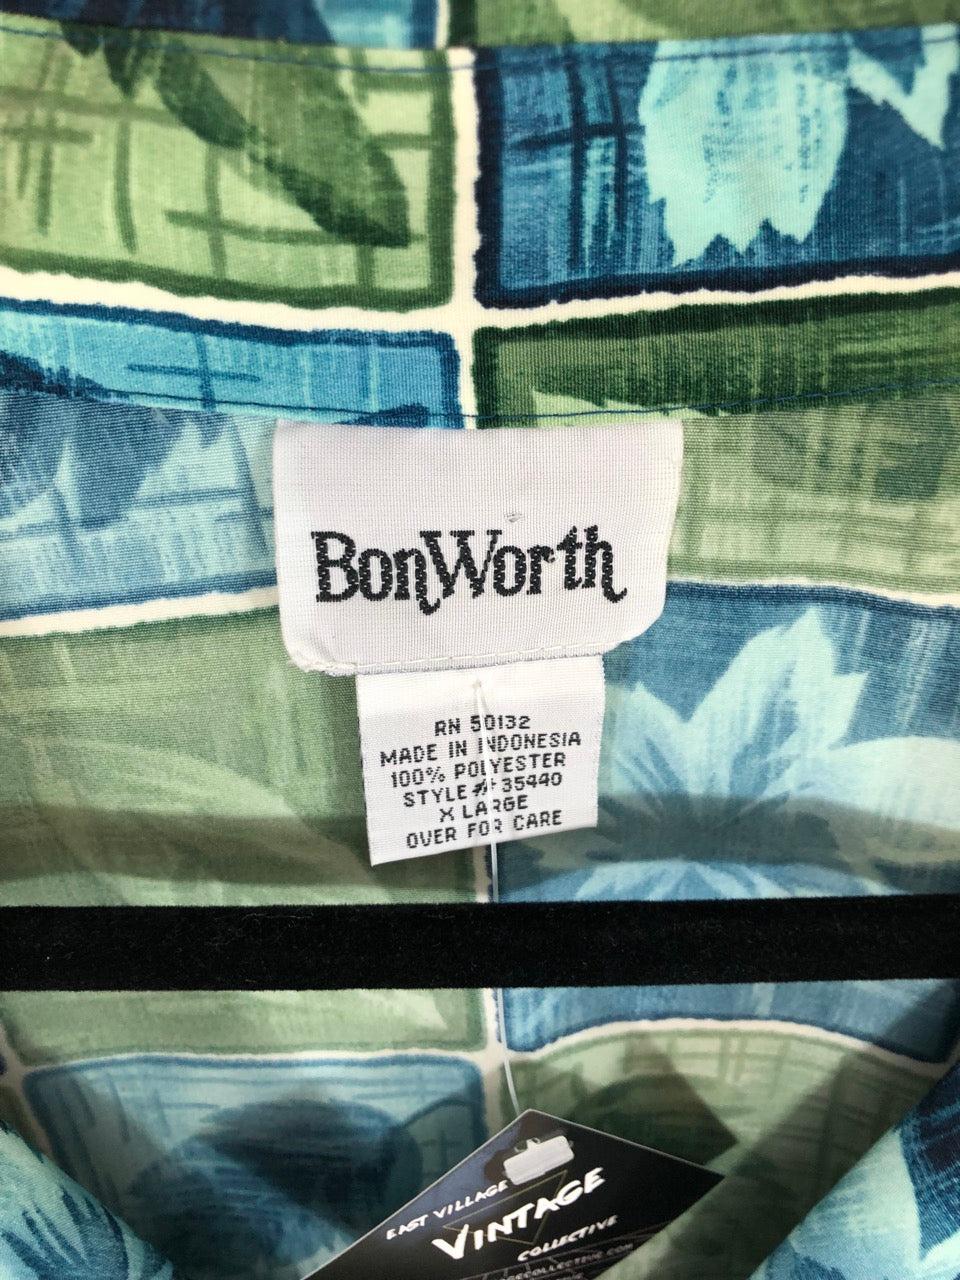 BonWorth
RN 50132
MADE IN INDONESIA
100% POLYESTER
STYLE # 35440
X LARGE
OVER FOR CARE
EAST VILLAGE
VINTAGE
COLLECTIVE